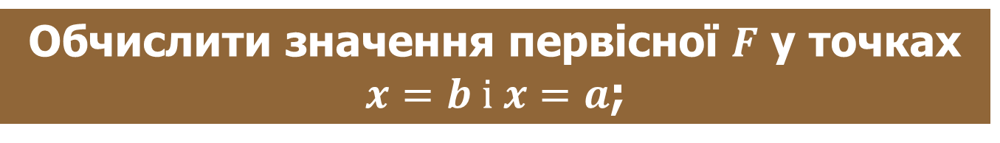 Обчислити значення первісної F у точках
x = b і x = a;